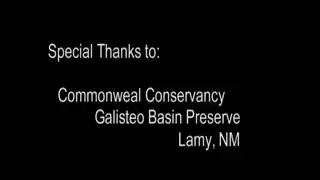 Special Thanks to:
Commonweal Conservancy
Galisteo Basin Preserve
Lamy, NM